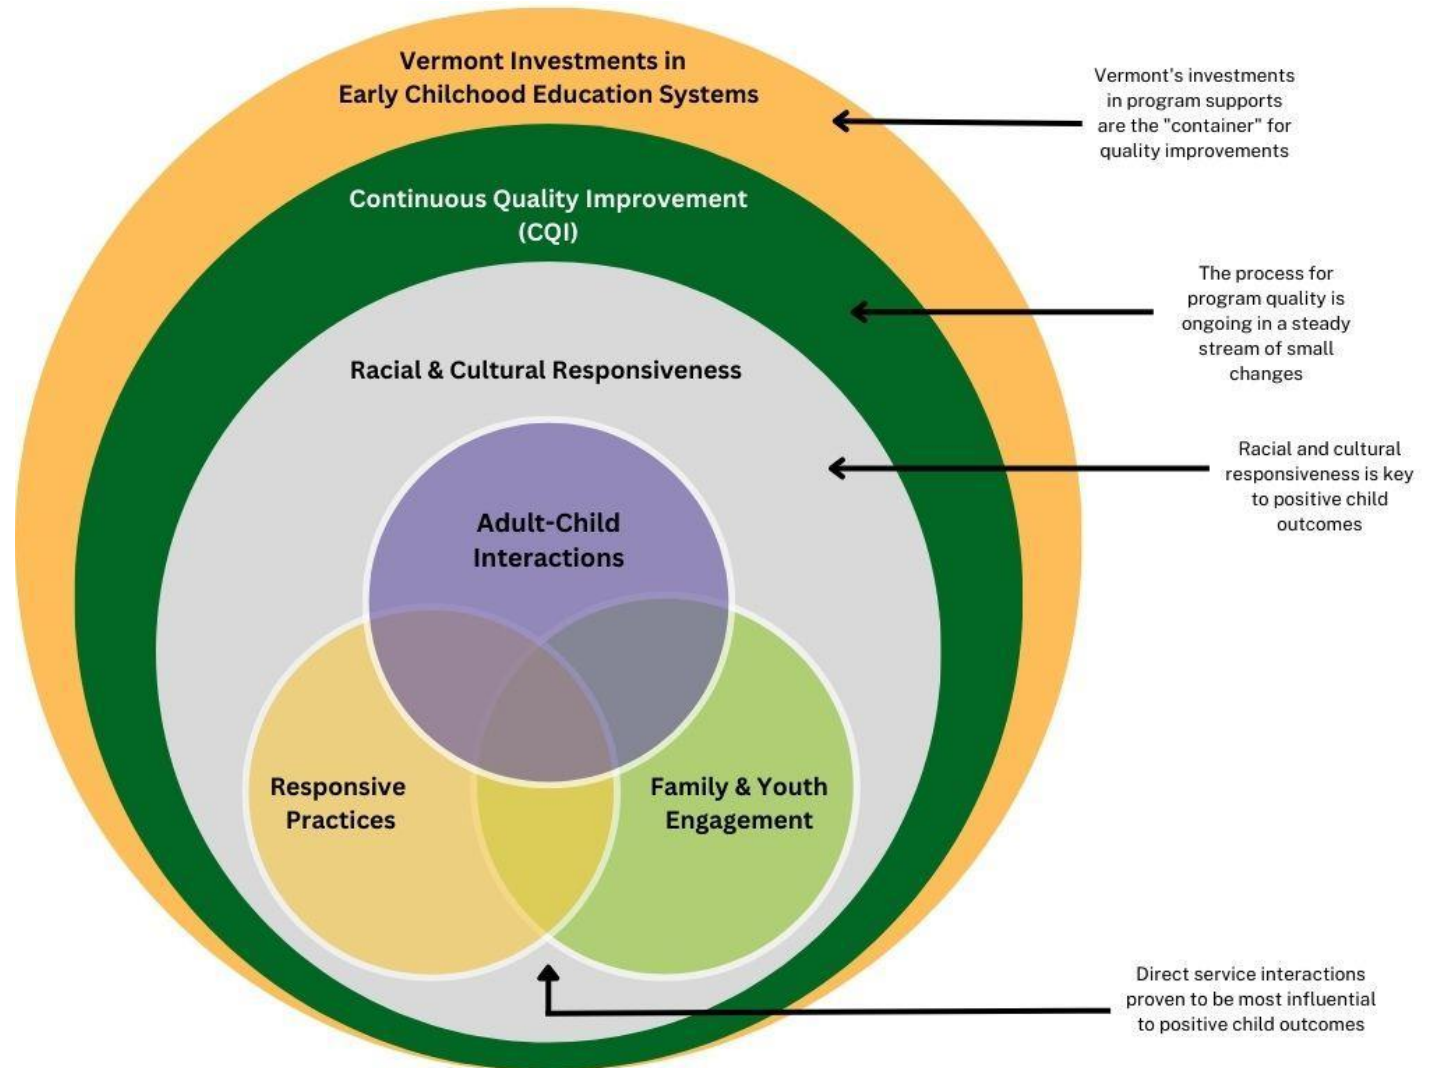 Vermont Investments in
Early Chilchood Education Systems
Vermont's investments
in program supports
are the "container" for
quality improvements
Continuous Quality Improvement
(CQI)
The process for
program quality is
ongoing in a steady
stream of small
changes
Racial & Cultural Responsiveness
Racial and cultural
responsiveness is key
to positive child
outcomes
Adult-Child
Interactions
Responsive
Practices
Family & Youth
Engagement
Direct service interactions
proven to be most influential
to positive child outcomes